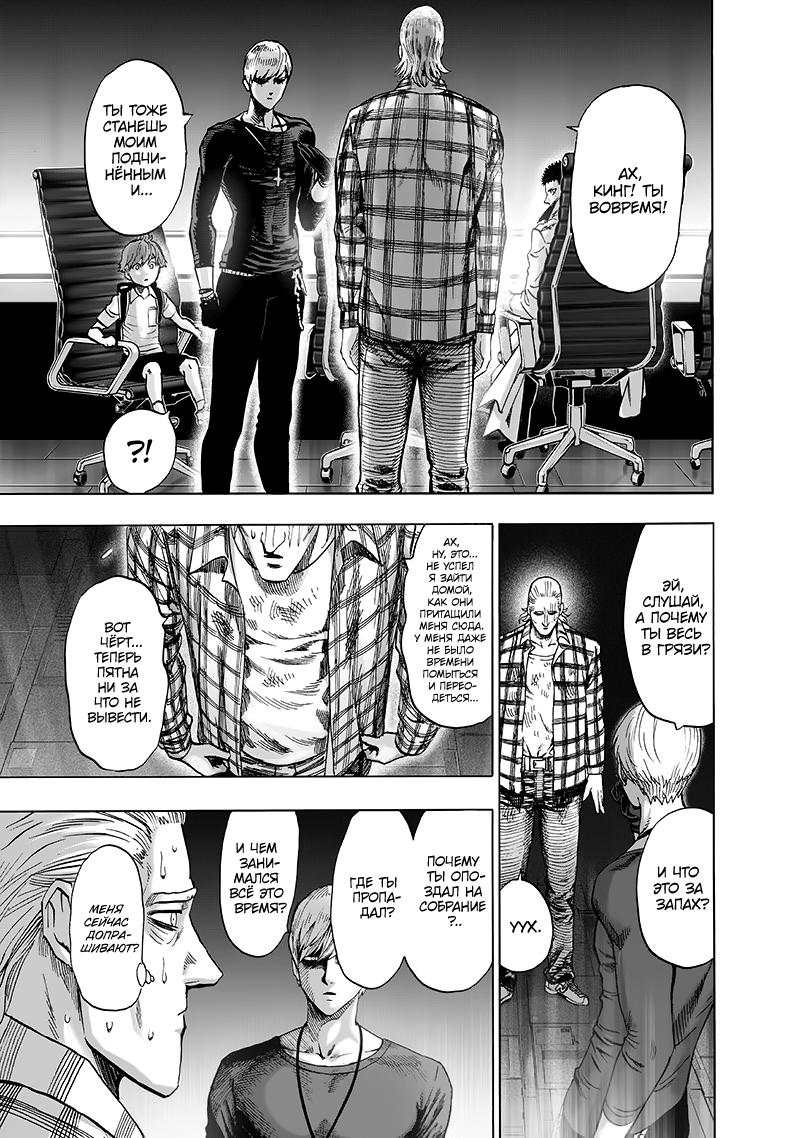 АХ,
КИНГ! ТЫ
ВОВРЕМЯ!
ТЫ ТОЖЕ
СТАНЕШЬ
МОИМ
ПОДЧИ-
НЁННЫМ
И...
?!
ЭЙ,
СЛУШАЙ,
А ПОЧЕМУ
ТЫ ВЕСЬ
В ГРЯЗИ?
И ЧТО
ЭТО ЗА
ЗАПАХ?
УУХ.
АХ,
НУ, ЭТО...
НЕ УСПЕЛ
Я ЗАЙТИ
ДОМОЙ,
КАК ОНИ
ПРИТАЩИЛИ
МЕНЯ СЮДА.
У МЕНЯ ДАЖЕ
НЕ БЫЛО
ВРЕМЕНИ
ПОМЫТЬСЯ
И ПЕРЕО-
ДЕТЬСЯ...
ВОТ
ЧЁРТ...
ТЕПЕРЬ
ПЯТНА
НИ ЗА
ЧТО НЕ
ВЫВЕСТИ.
ПОЧЕМУ
ТЫ ОПО-
ЗДАЛ НА
СОБРАНИЕ
?..
ГДЕ ТЫ
ПРОПА-
ДАЛ?
И ЧЕМ
ЗАНИ-
МАЛСЯ
ВСЁ ЭТО
ВРЕМЯ?
МЕНЯ
СЕЙЧАС
ДОПРА-
ШИВАЮТ?